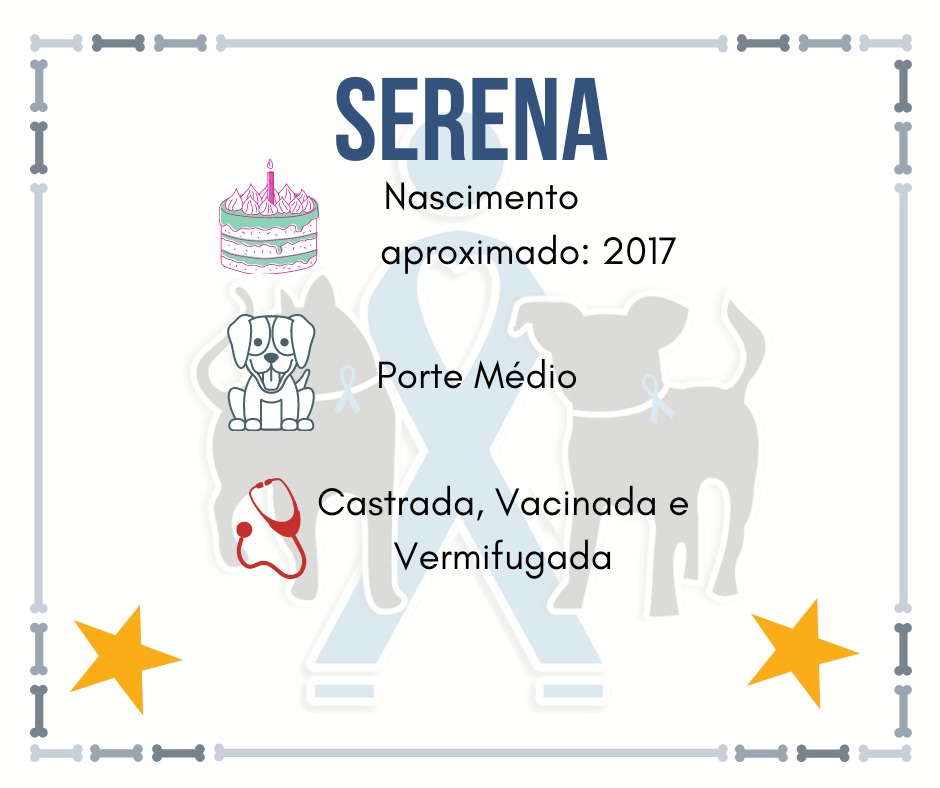 SERENA
Nascimento
aproximado: 2017
Porte Médio
Castrada, Vacinada e
Vermifugada